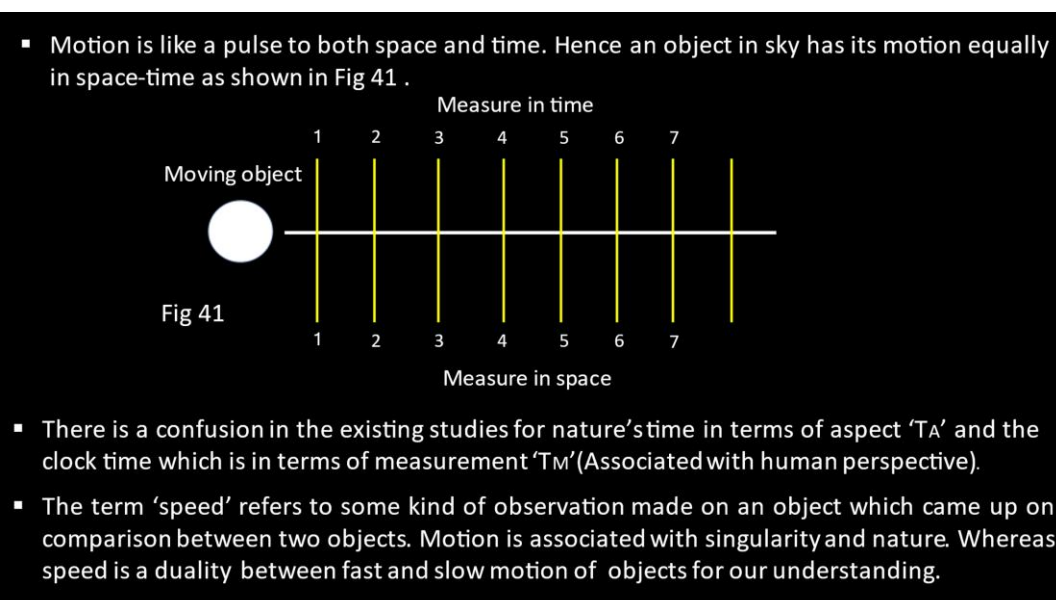 ▪ Motion is like a pulse to both space and time. Hence an object in sky has its motion equally
in space-time as shown in Fig 41 .
Measure in time
1 2 3 4 5 6 7
Moving object
Fig 41
1 2 3 4 5 6 7
Measure in space
▪ There is a confusion in the existing studies for nature's time in terms of aspect ‘TA’ and the
clock time which is in terms of measurement ‘TM’(Associated with human perspective).
▪ The term ‘speed’ refers to some kind of observation made on an object which came up on
comparison between two objects. Motion is associated with singularity and nature. Whereas
speed is a duality between fast and slow motion of objects for our understanding.